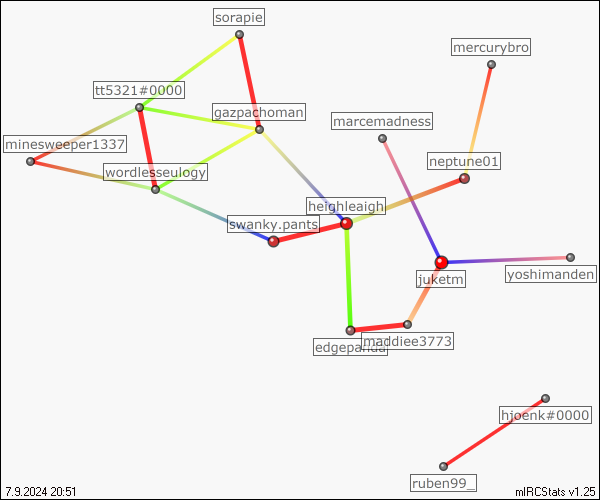 sorapie
mercurybro
tt5321#0000
gazpachoman
marcemadness
minesweeper1337
neptune01
wordlesseulogy
heighleaigh
swanky.pants
yoshimanden
juketm
maddiee3773
edgepanda
hjoenk#0000
ruben99_
7.9.2024 20:51
mIRCStats v1.25